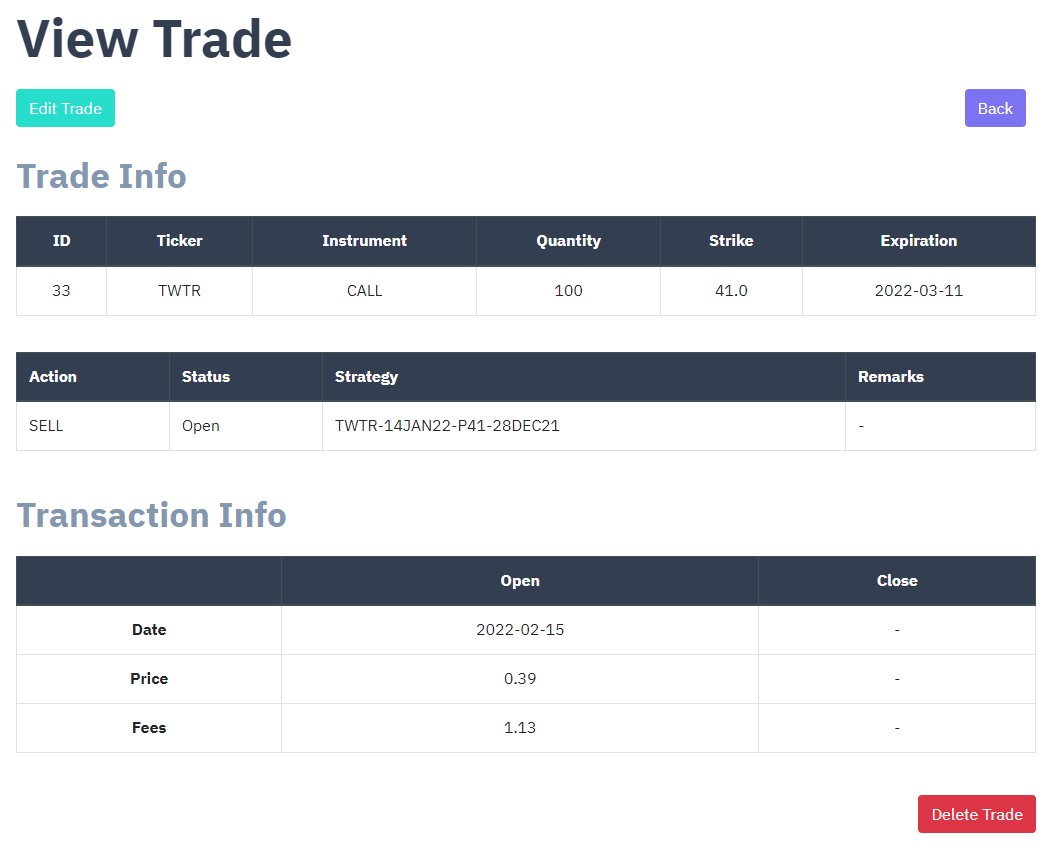 View Trade
Edit Trade Back
Trade Info
ID Ticker Instrument Quantity Strike Expiration
33 TWTR CALL 100 41.0 2022-03-11
Action Status Strategy Remarks
SELL Open TWTR-14JAN22-P41-28DEC21 -
Transaction Info
Open Close
Date 2022-02-15 -
Price 0.39 -
Fees 1.13 -
Delete Trade